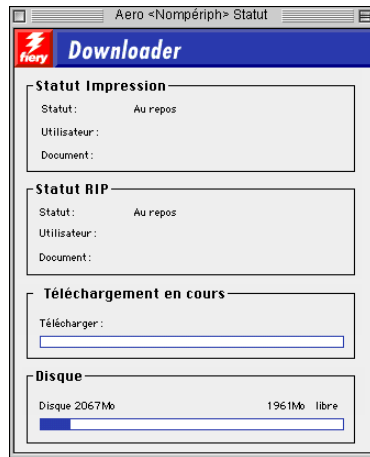 Aero <Nompériph> Statut
fiery Downloader
Statut Impression
Statut: Au repos
Utilisateur:
Document:
Statut RIP
Statut: Au repos
Utilisateur:
Document:
Téléchargement en cours
Télécharger:
Disque
Disque 2067Mo 1961Mo libre